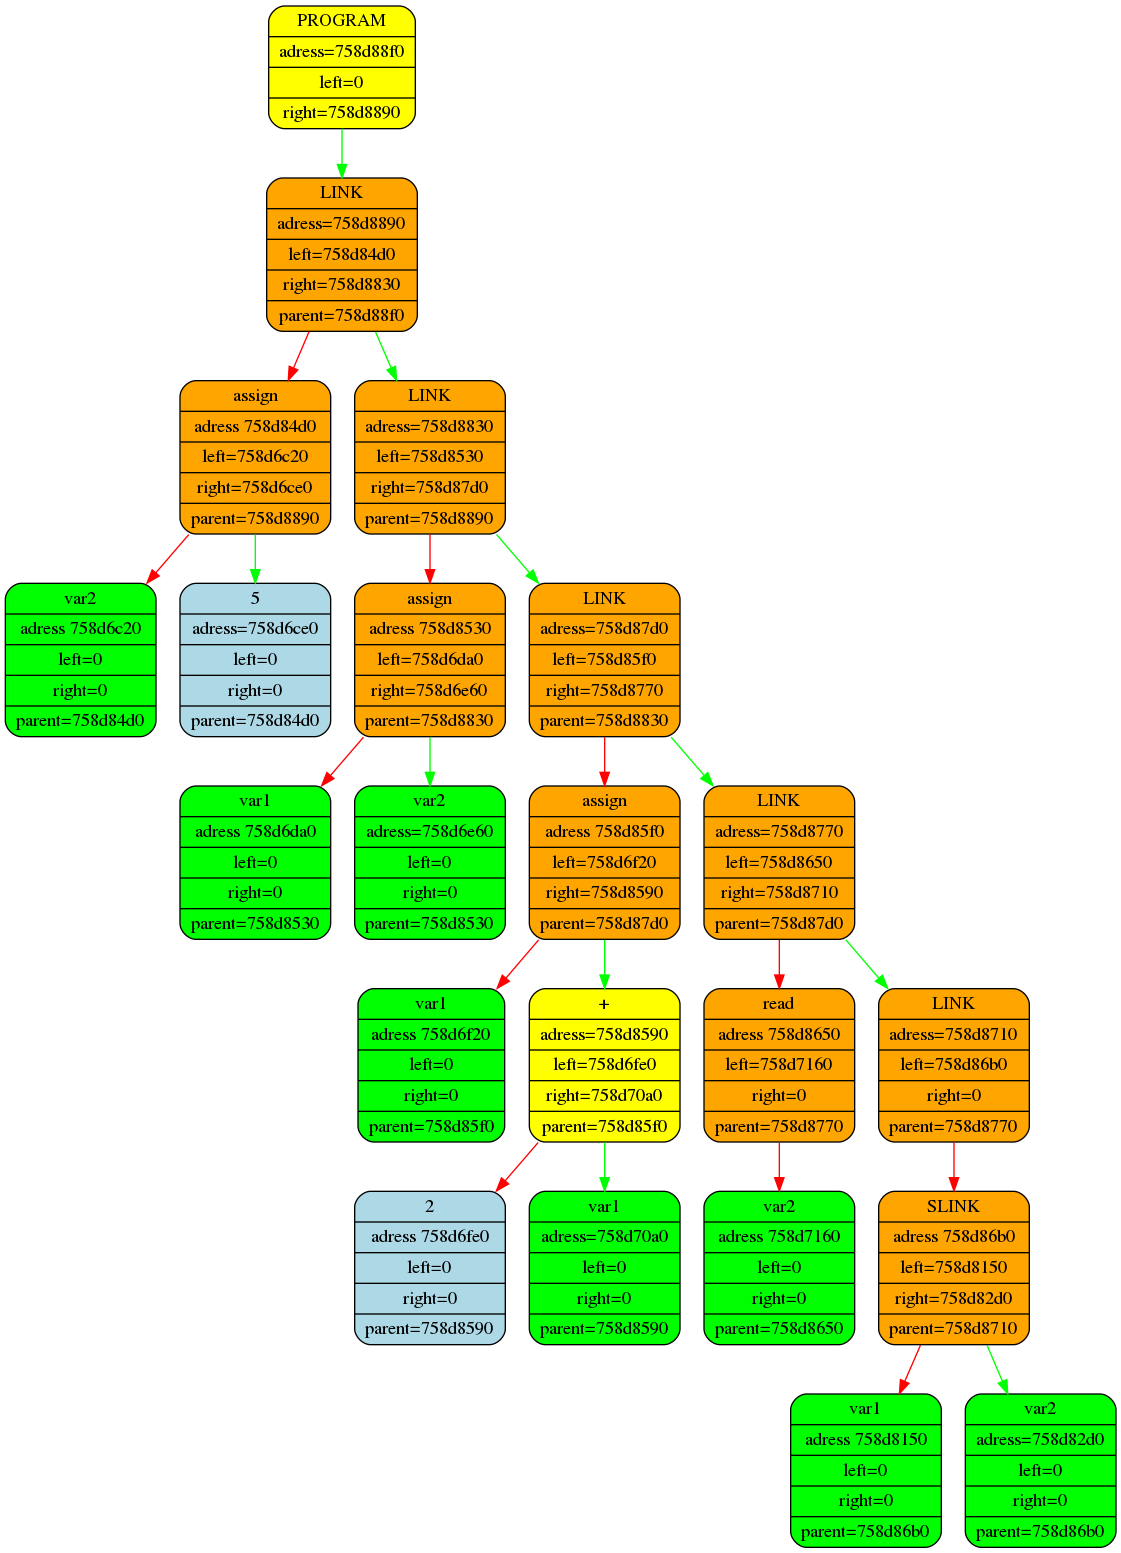 PROGRAM
adress=758d88f0
left=0
right=758d8890
LINK
adress=758d8890
left=758d84d0
right=758d8830
parent=758d88f0
assign
adress 758d84d0
left=758d6c20
right=758d6ce0
parent=758d8890
LINK
adress=758d8830
left=758d8530
right=758d87d0
parent=758d8890
var2
adress 758d6c20
left=0
right=0
parent=758d84d0
5
adress=758d6ce0
left=0
right=0
parent=758d84d0
assign
adress 758d8530
left=758d6da0
right=758d6e60
parent=758d8830
LINK
adress=758d87d0
left=758d85f0
right=758d8770
parent=758d8830
var1
adress 758d6da0
left=0
right=0
parent=758d8530
var2
adress=758d6e60
left=0
right=0
parent=758d8530
assign
adress 758d85f0
left=758d6f20
right=758d8590
parent=758d87d0
LINK
adress=758d8770
left=758d8650
right=758d8710
parent=758d87d0
var1
adress 758d6f20
left=0
right=0
parent=758d85f0
+
adress=758d8590
left=758d6fe0
right=758d70a0
parent=758d85f0
read
adress 758d8650
left=758d7160
right=0
parent=758d8770
LINK
adress=758d8710
left=758d86b0
right=0
parent=758d8770
2
adress 758d6fe0
left=0
right=0
parent=758d8590
var1
adress=758d70a0
left=0
right=0
parent=758d8590
var2
adress 758d7160
left=0
right=0
parent=758d8650
SLINK
adress 758d86b0
left=758d8150
right=758d82d0
parent=758d8710
var1
adress 758d8150
left=0
right=0
parent=758d86b0
var2
adress=758d82d0
left=0
right=0
parent=758d86b0